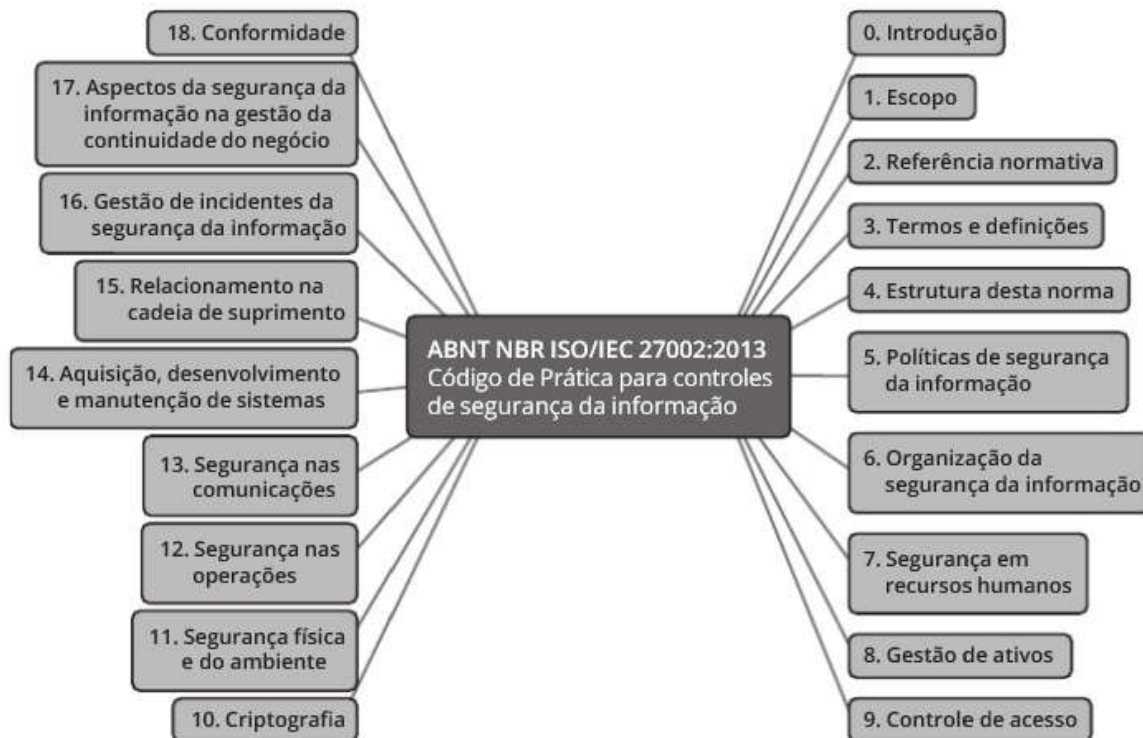 ABNT NBR ISO/IEC 27002:2013
Código de Prática para controles
de segurança da informação
0. Introdução
1. Escopo
2. Referência normativa
3. Termos e definições
4. Estrutura desta norma
5. Políticas de segurança
da informação
6. Organização da
segurança da informação
7. Segurança em
recursos humanos
8. Gestão de ativos
9. Controle de acesso
10. Criptografia
11. Segurança física
e do ambiente
12. Segurança nas
operações
13. Segurança nas
comunicações
14. Aquisição, desenvolvimento
e manutenção de sistemas
15. Relacionamento na
cadeia de suprimento
16. Gestão de incidentes da
segurança da informação
17. Aspectos da segurança da
informação na gestão da
continuidade do negócio
18. Conformidade